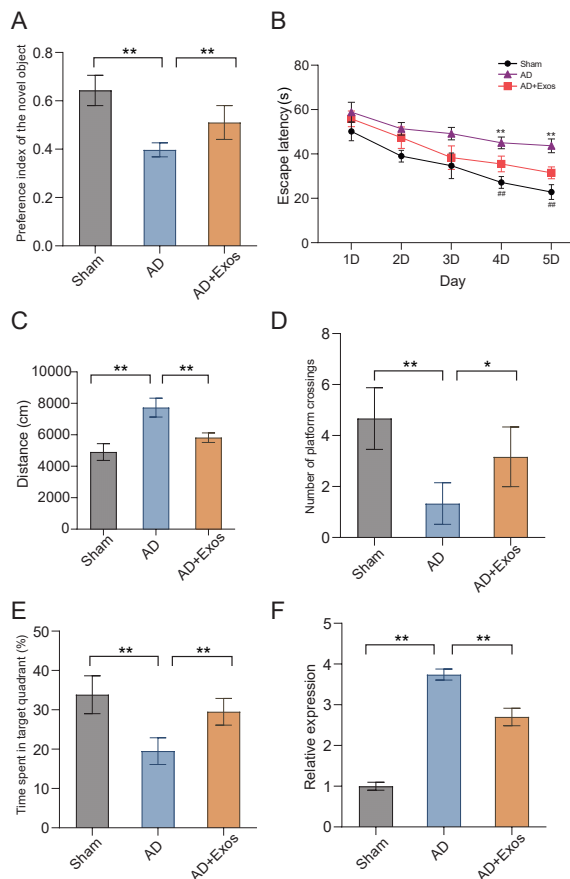 A
Preference index of the novel object
0.8
0.6
0.4
0.2
0.0
**
**
Sham
AD
AD+Exos
B
Escape latency(s)
80
60
40
20
0
Sham
AD
AD+Exos
**
**
##
##
1D
2D
3D
4D
5D
Day
C
Distance (cm)
10000
8000
6000
4000
2000
0
**
**
Sham
AD
AD+Exos
D
Number of platform crossings
8
6
4
2
0
**
*
Sham
AD
AD+Exos
E
Time spent in target quadrant (%)
50
40
30
20
10
0
**
**
Sham
AD
AD+Exos
F
Relative expression
5
4
3
2
1
0
**
**
Sham
AD
AD+Exos